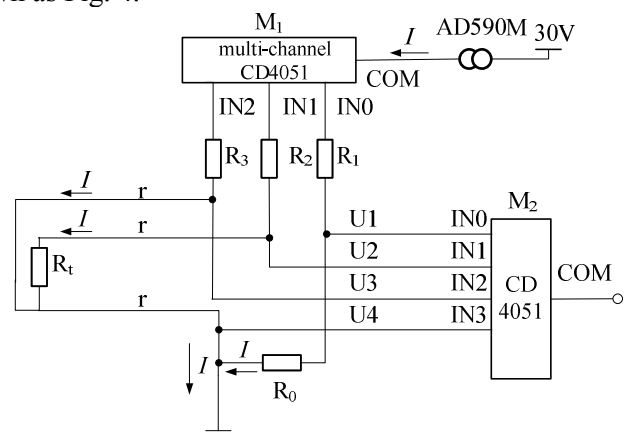 as Fig. 4.
M1
AD590M 30V
I
multi-channel
CD4051
COM
IN2 IN1 IN0
R3 R2 R1
I r
I r
Rt
r
U1 IN0
U2 IN1
U3 IN2
U4 IN3
M2
CD
4051
COM
I
I
R0